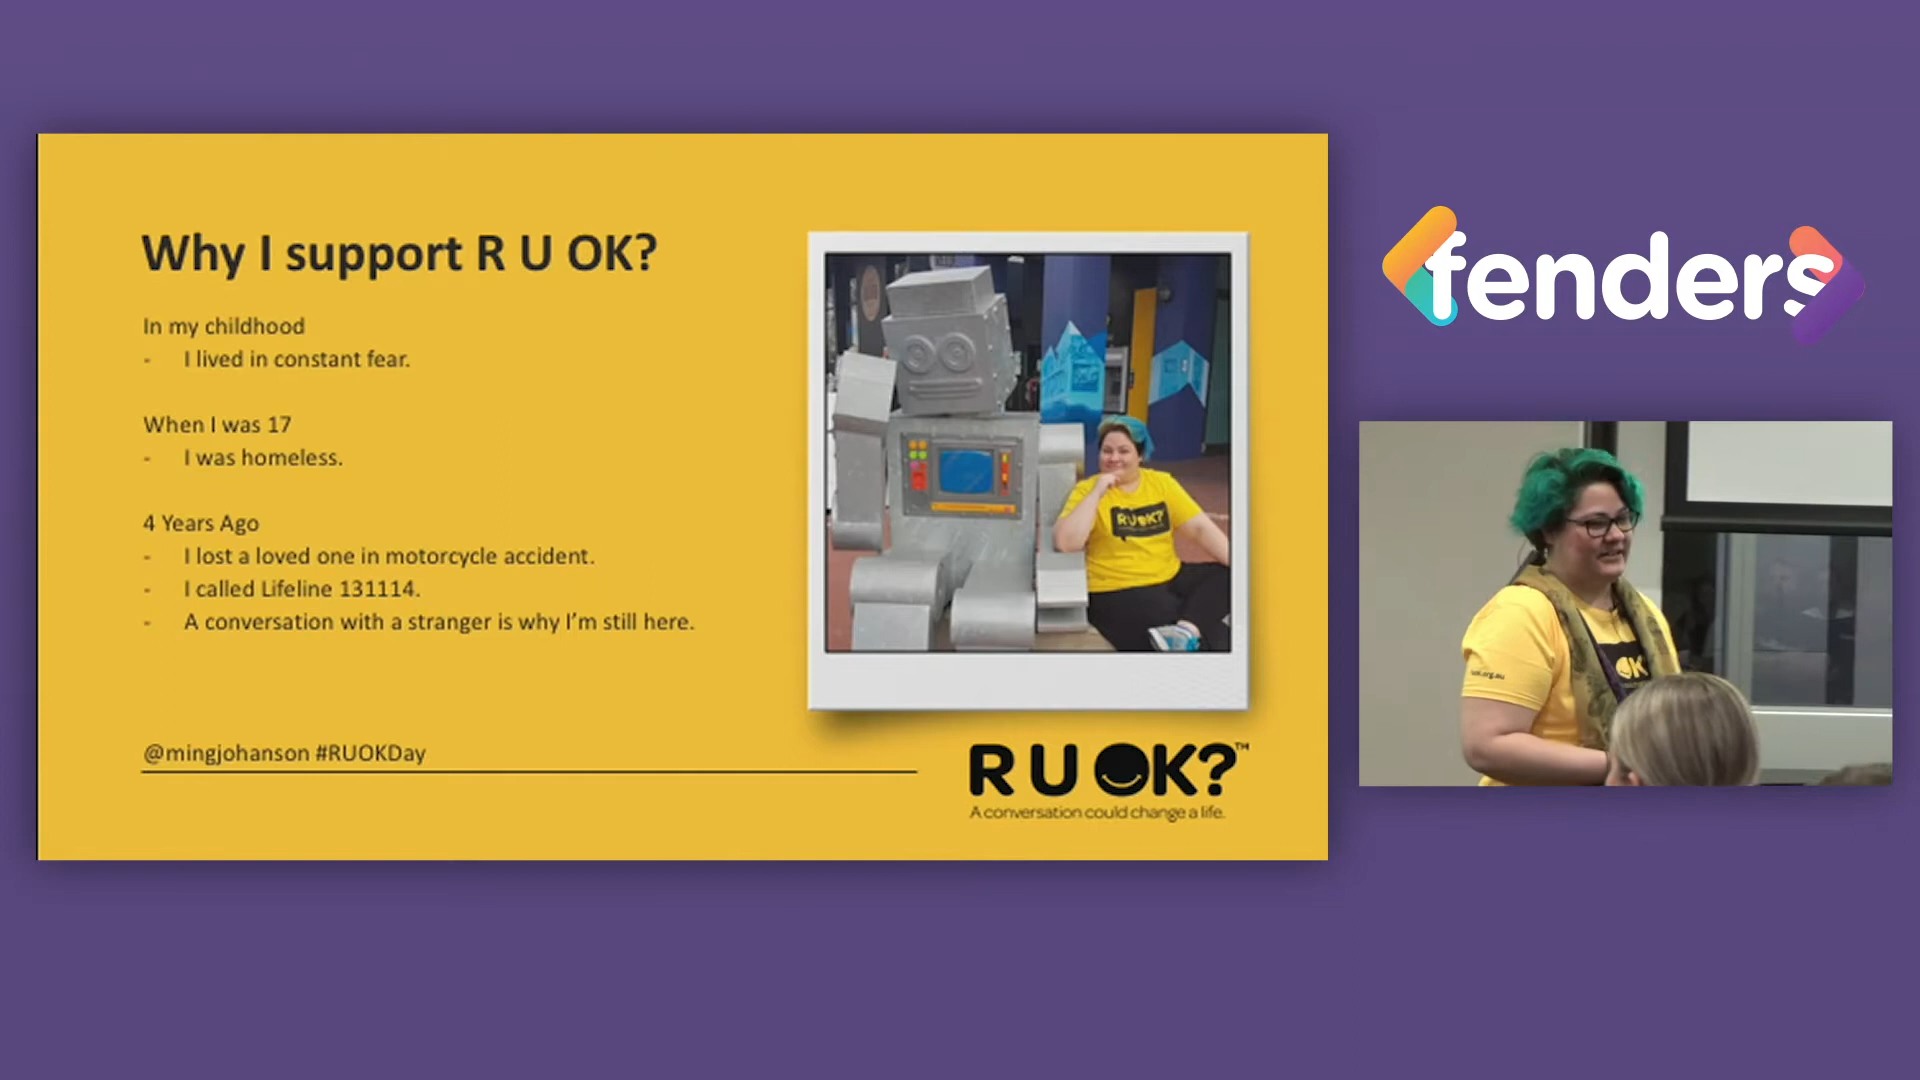 Why I support R U OK?
In my childhood
- I lived in constant fear.
When I was 17
- I was homeless.
4 Years Ago
- I lost a loved one in motorcycle accident.
- I called Lifeline 131114.
- A conversation with a stranger is why I'm still here.
@mingjohanson #RUOKDay
R U OK?
R U OK?™
A conversation could change a life.
fenders
OK